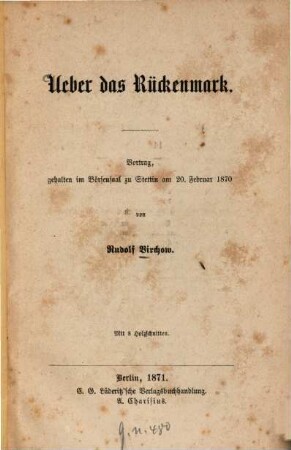 Ueber das Rückenmark.
Vortrag,
gehalten im Börsensaal zu Stettin am 20. Februar 1870
von
Rudolf Virchow.
Mit 8 Holzschnitten.
Berlin, 1871.
C. G. Lüderitz'sche Verlagsbuchhandlung.
A. Charisius.
g.n.480